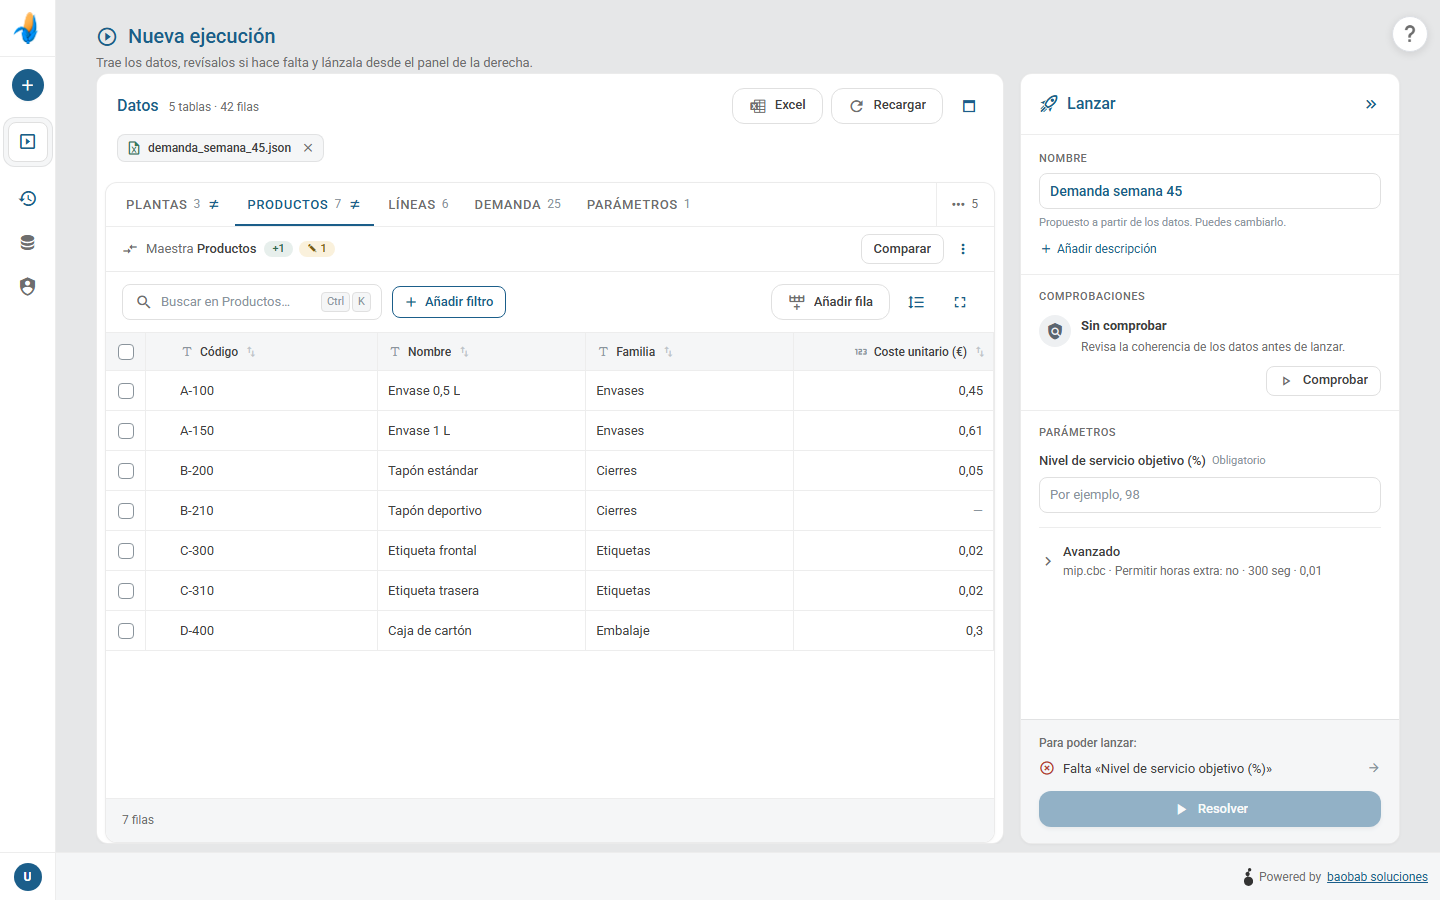 Nueva ejecución
Trae los datos, revísalos si hace falta y lánzala desde el panel de la derecha.
?
Datos 5 tablas · 42 filas
Excel
Recargar
demanda_semana_45.json
PLANTAS 3 ≠
PRODUCTOS 7 ≠
LÍNEAS 6
DEMANDA 25
PARÁMETROS 1
••• 5
Maestra Productos +1 1
Comparar
Buscar en Productos... Ctrl K
Añadir filtro
Añadir fila
Código Nombre Familia 123 Coste unitario (€)
A-100 Envase 0,5 L Envases 0,45
A-150 Envase 1 L Envases 0,61
B-200 Tapón estándar Cierres 0,05
B-210 Tapón deportivo Cierres —
C-300 Etiqueta frontal Etiquetas 0,02
C-310 Etiqueta trasera Etiquetas 0,02
D-400 Caja de cartón Embalaje 0,3
7 filas
Lanzar
NOMBRE
Demanda semana 45
Propuesto a partir de los datos. Puedes cambiarlo.
+ Añadir descripción
COMPROBACIONES
Sin comprobar
Revisa la coherencia de los datos antes de lanzar.
Comprobar
PARÁMETROS
Nivel de servicio objetivo (%) Obligatorio
Por ejemplo, 98
Avanzado
mip.cbc · Permitir horas extra: no · 300 seg · 0,01
Para poder lanzar:
Falta «Nivel de servicio objetivo (%)»
Resolver
U
Powered by baobab soluciones